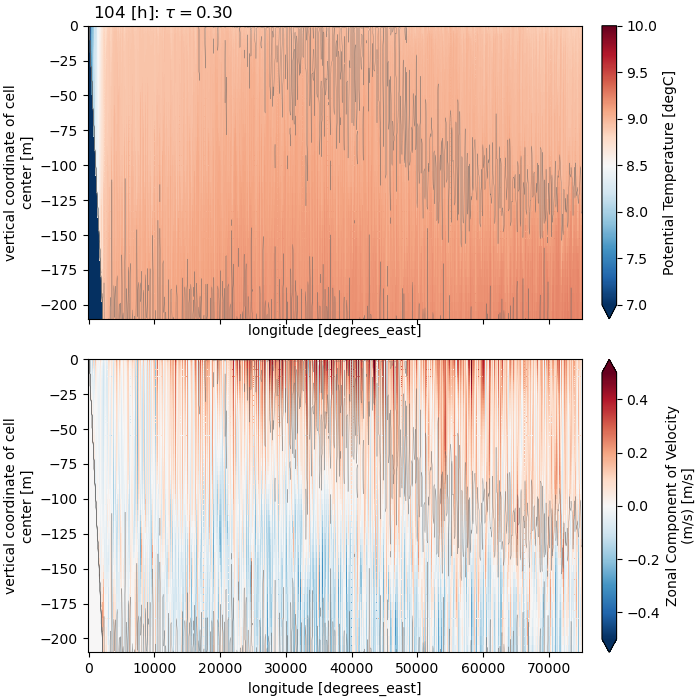 104 [h]: τ = 0.30
vertical coordinate of cell
center [m]
0
−25
−50
−75
−100
−125
−150
−175
−200
longitude [degrees_east]
10.0
9.5
9.0
8.5
8.0
7.5
7.0
Potential Temperature [degC]
vertical coordinate of cell
center [m]
0
−25
−50
−75
−100
−125
−150
−175
−200
0 10000 20000 30000 40000 50000 60000 70000
longitude [degrees_east]
0.4
0.2
0.0
−0.2
−0.4
Zonal Component of Velocity
(m/s) [m/s]